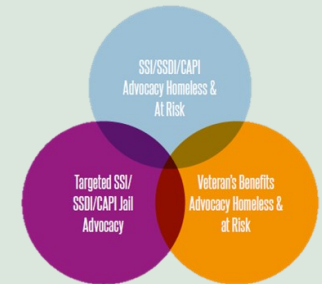 SSI/SSDI/CAPI
Advocacy Homeless &
At Risk
Targeted SSI/
SSDI/CAPI Jail
Advocacy
Veteran's Benefits
Advocacy Homeless &
at Risk